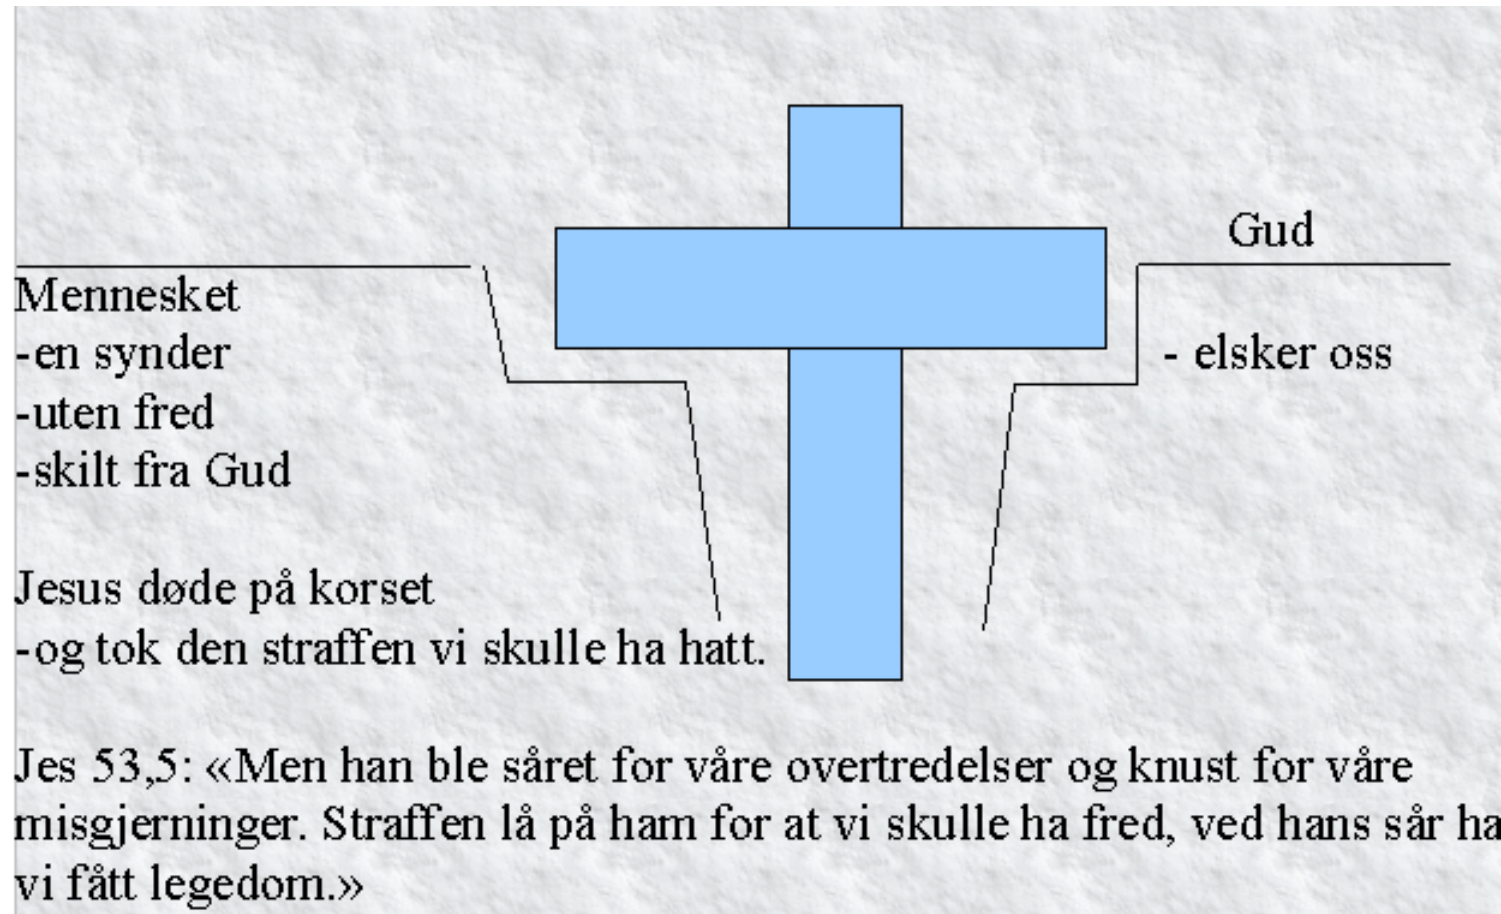 Gud
Mennesket
-en synder
-uten fred
-skilt fra Gud
- elsker oss
Jesus døde på korset
-og tok den straffen vi skulle ha hatt.
Jes 53,5: «Men han ble såret for våre overtredelser og knust for våre
misgjerninger. Straffen lå på ham for at vi skulle ha fred, ved hans sår ha
vi fått legedom.»